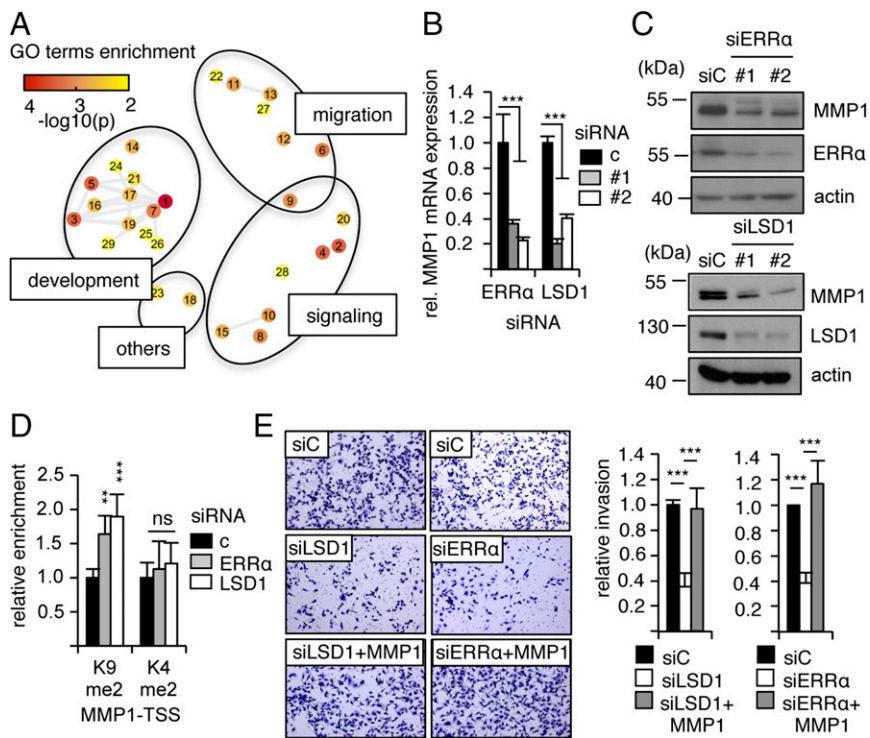 A
GO terms enrichment
4 2
-log10(p)
22
11
13
27
12
6
migration
14
24
5
21
17
1
16
7
3
19
25
29
26
development
9
20
4
2
28
10
15
8
signaling
23
18
others
B
rel. MMP1 mRNA expression
1.4
1.2
1.0
0.8
0.6
0.4
0.2
***
***
siRNA
c
#1
#2
ERRα LSD1
siRNA
C
siERRα
(kDa) siC #1 #2
55
MMP1
55
ERRα
40
actin
siLSD1
(kDa) siC #1 #2
55
MMP1
130
LSD1
40
actin
D
relative enrichment
2.5
2.0
1.5
1.0
**
***
ns
siRNA
c
ERRα
LSD1
K9 K4
me2 me2
MMP1-TSS
E
siC
siC
siLSD1
siERRα
siLSD1+MMP1
siERRα+MMP1
relative invasion
1.4
1.2
1.0
0.8
0.6
0.4
0.2
***
***
siC
siLSD1
siLSD1+
MMP1
1.4
1.2
1.0
0.8
0.6
0.4
0.2
***
***
siC
siERRα
siERRα+
MMP1